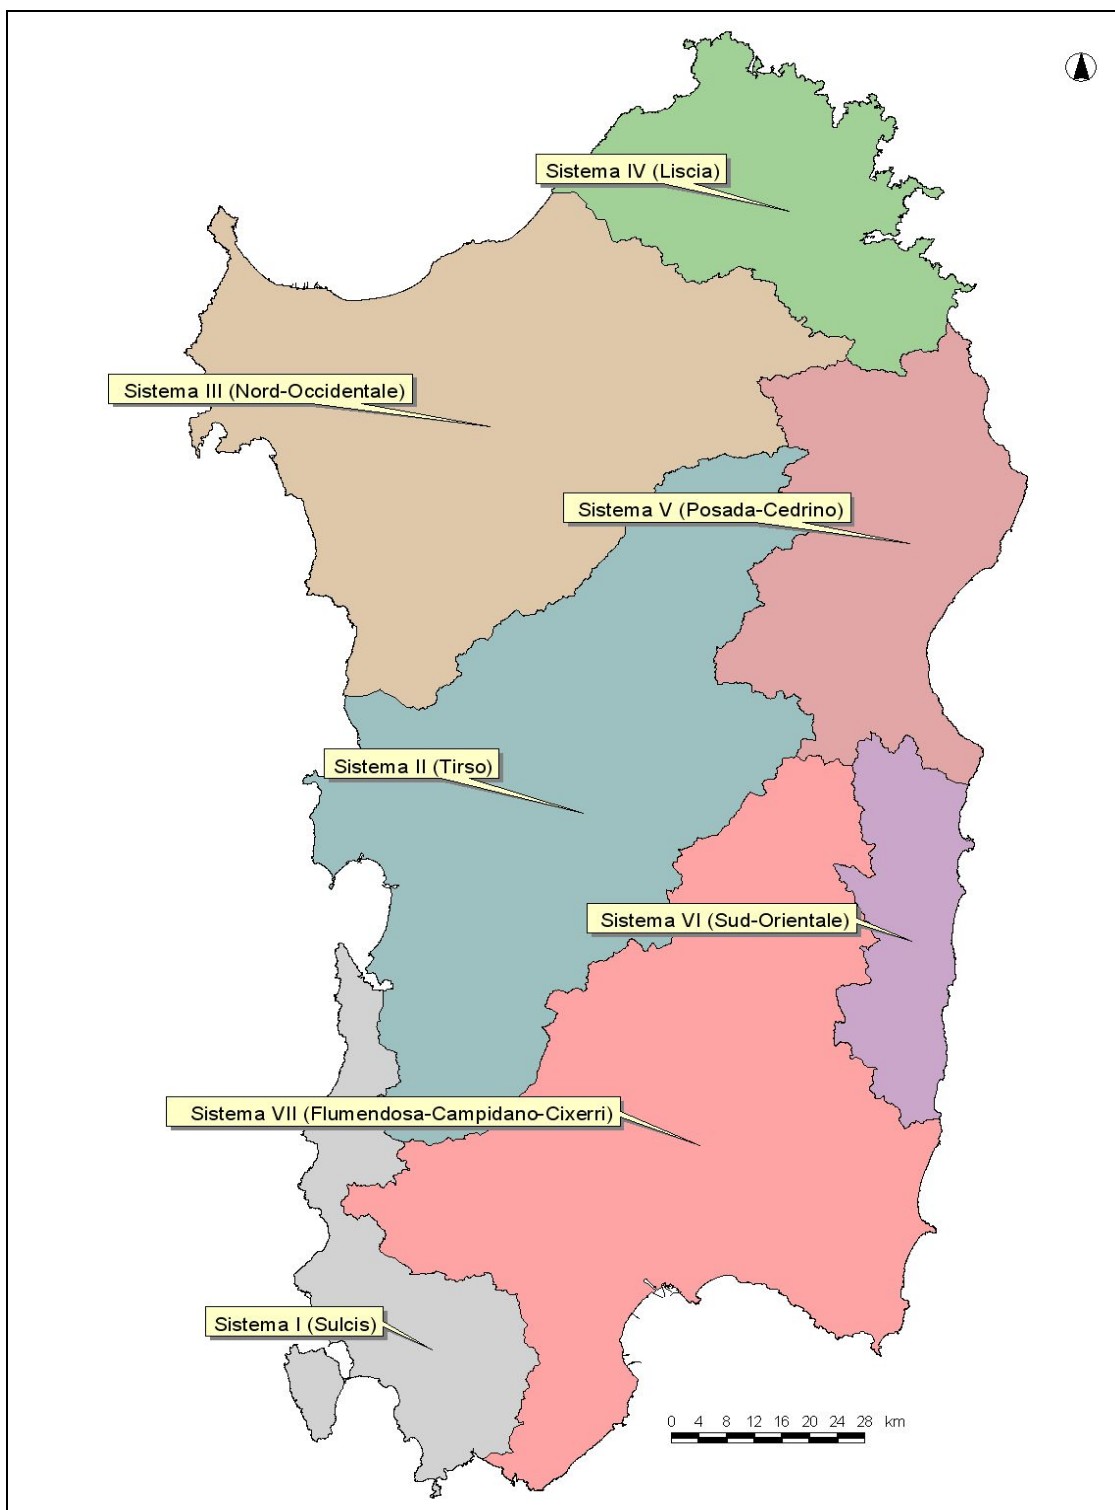 Sistema IV (Liscia)
Sistema III (Nord-Occidentale)
Sistema V (Posada-Cedrino)
Sistema II (Tirso)
Sistema VI (Sud-Orientale)
Sistema VII (Flumendosa-Campidano-Cixerri)
Sistema I (Sulcis)
0 4 8 12 16 20 24 28 km